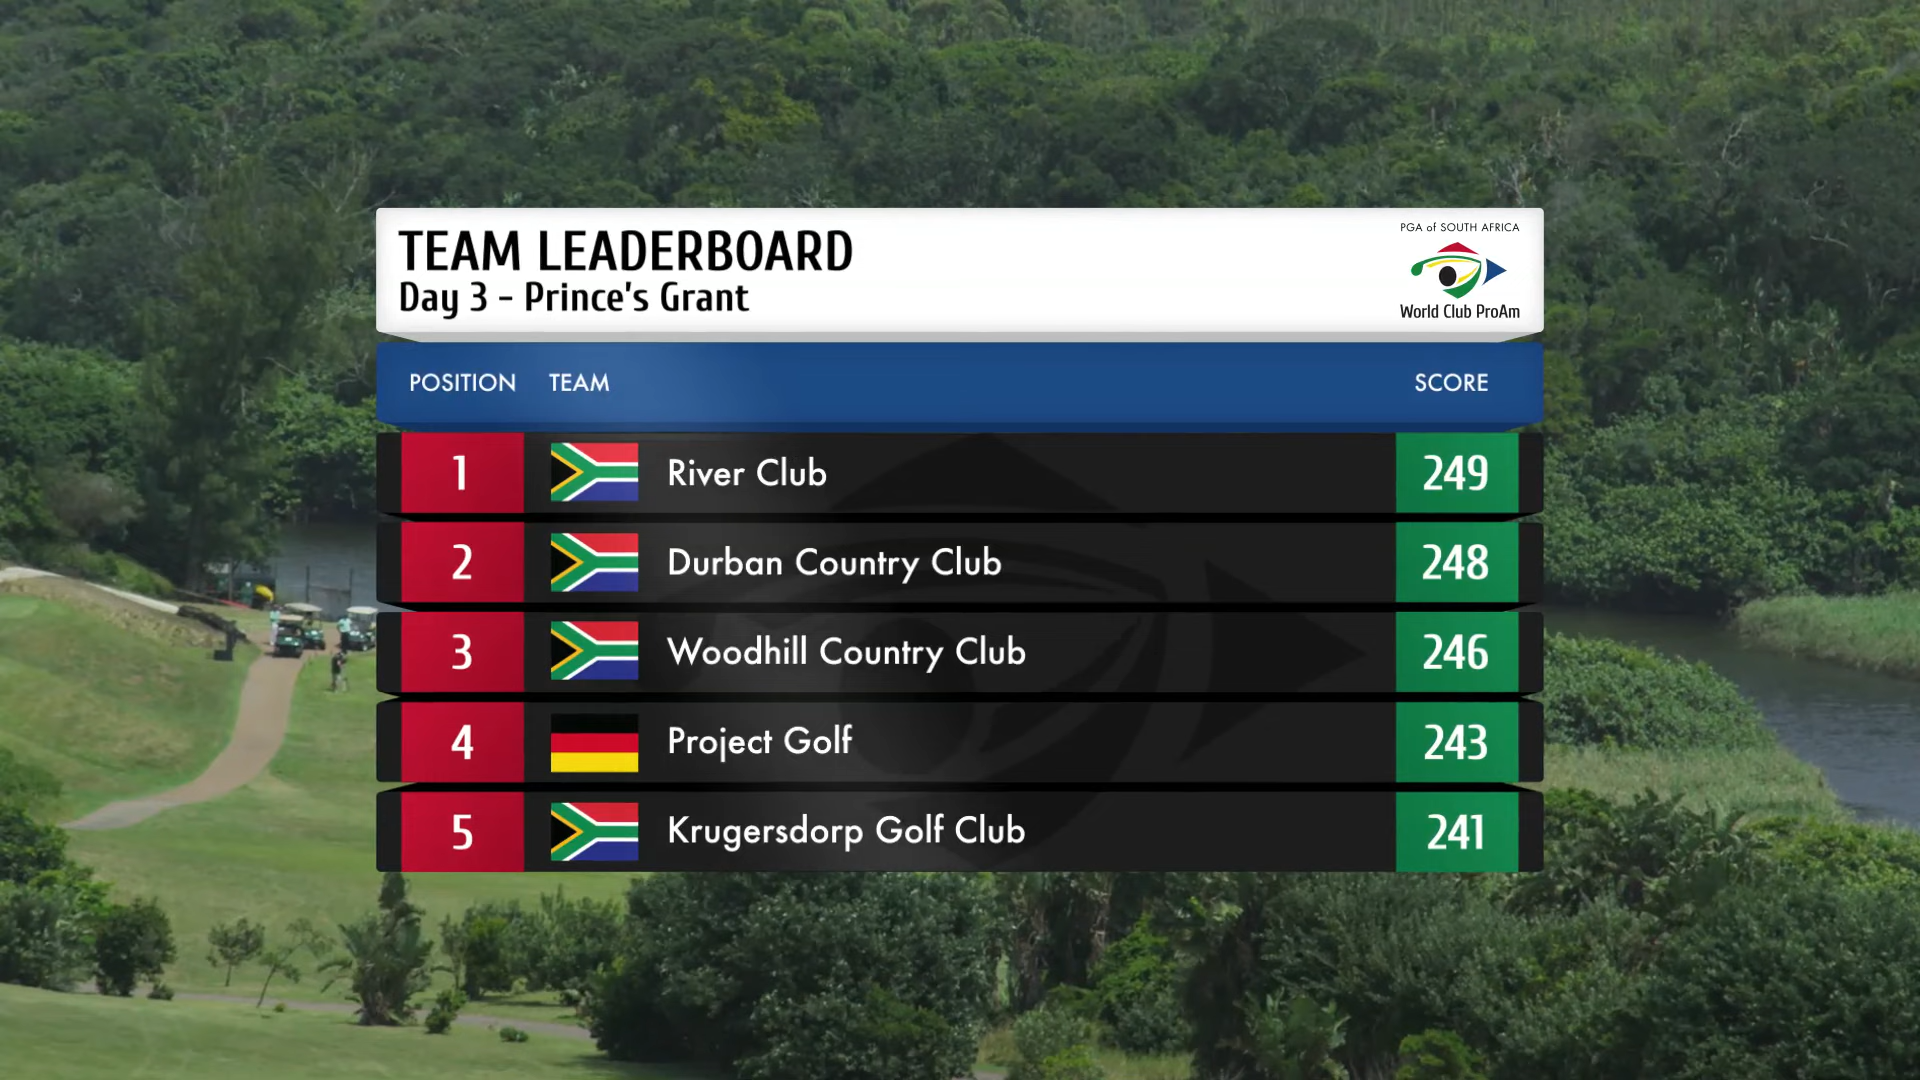 TEAM LEADERBOARD
Day 3 - Prince's Grant
PGA of SOUTH AFRICA
World Club ProAm
POSITION TEAM SCORE
1 River Club 249
2 Durban Country Club 248
3 Woodhill Country Club 246
4 Project Golf 243
5 Krugersdorp Golf Club 241